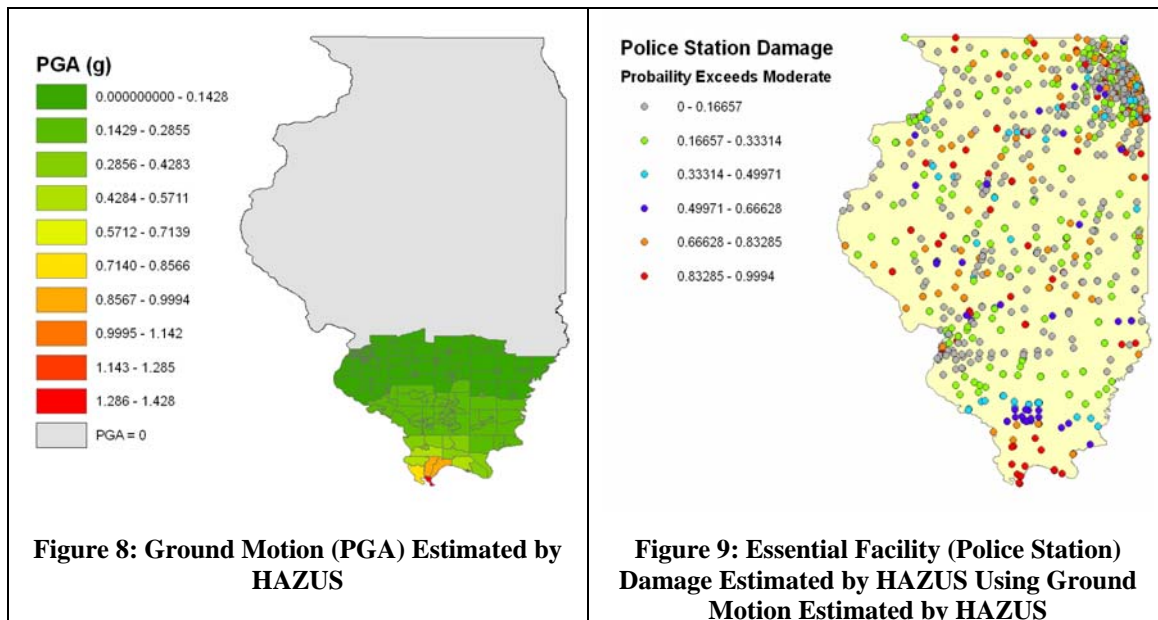 PGA (g)
0.000000000 - 0.1428
0.1429 - 0.2855
0.2856 - 0.4283
0.4284 - 0.5711
0.5712 - 0.7139
0.7140 - 0.8566
0.8567 - 0.9994
0.9995 - 1.142
1.143 - 1.285
1.286 - 1.428
PGA = 0
Figure 8: Ground Motion (PGA) Estimated by
HAZUS
Police Station Damage
Probaility Exceeds Moderate
0 - 0.16657
0.16657 - 0.33314
0.33314 - 0.49971
0.49971 - 0.66628
0.66628 - 0.83285
0.83285 - 0.9994
Figure 9: Essential Facility (Police Station)
Damage Estimated by HAZUS Using Ground
Motion Estimated by HAZUS